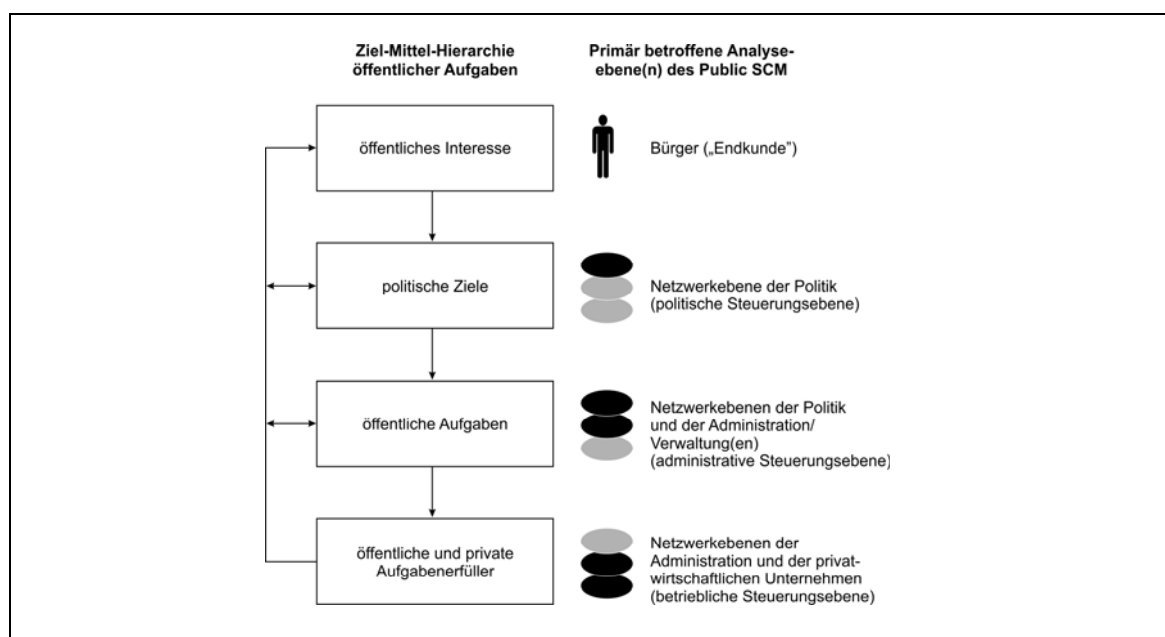 Ziel-Mittel-Hierarchie
öffentlicher Aufgaben
Primär betroffene Analyse-
ebene(n) des Public SCM
öffentliches Interesse
Bürger („Endkunde”)
politische Ziele
Netzwerkebene der Politik
(politische Steuerungsebene)
öffentliche Aufgaben
Netzwerkebenen der Politik
und der Administration/
Verwaltung(en)
(administrative Steuerungsebene)
öffentliche und private
Aufgabenerfüller
Netzwerkebenen der
Administration und der privat-
wirtschaftlichen Unternehmen
(betriebliche Steuerungsebene)